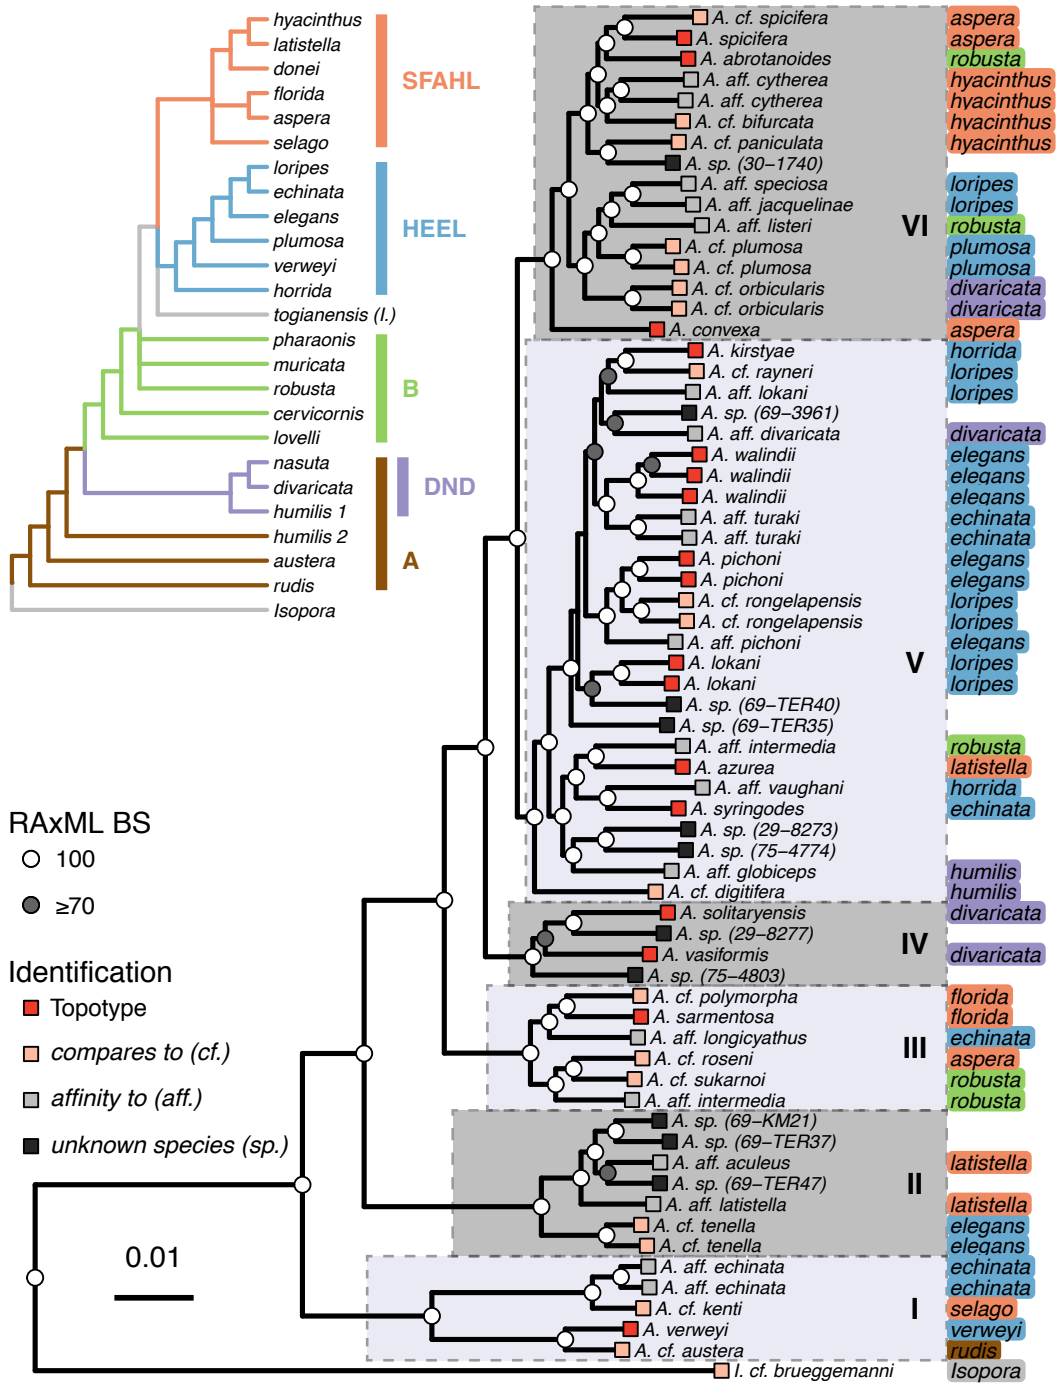 hyacinthus
latistella
donei
florida
aspera
selago
SFAHL
loripes
echinata
elegans
plumosa
verweyi
horrida
HEEL
togianensis (I.)
pharaonis
muricata
robusta
cervicornis
lovelli
B
nasuta
divaricata
humilis 1
DND
humilis 2
austera
rudis
A
Isopora
RAxML BS
100
≥70
Identification
Topotype
compares to (cf.)
affinity to (aff.)
unknown species (sp.)
0.01
A. cf. spicifera aspera
A. spicifera aspera
A. abrotanoides robusta
A. aff. cytherea hyacinthus
A. aff. cytherea hyacinthus
A. cf. bifurcata hyacinthus
A. cf. paniculata hyacinthus
A. sp. (30−1740)
A. aff. speciosa loripes
A. aff. jacquelinae loripes
A. aff. listeri robusta
VI
A. cf. plumosa plumosa
A. cf. plumosa plumosa
A. cf. orbicularis divaricata
A. cf. orbicularis divaricata
A. convexa aspera
A. kirstyae horrida
A. cf. rayneri loripes
A. aff. lokani loripes
A. sp. (69−3961)
A. aff. divaricata divaricata
A. walindii elegans
A. walindii elegans
A. walindii elegans
A. aff. turaki echinata
A. aff. turaki echinata
A. pichoni elegans
A. pichoni elegans
A. cf. rongelapensis loripes
A. cf. rongelapensis loripes
A. aff. pichoni elegans
V
A. lokani loripes
A. lokani loripes
A. sp. (69−TER40)
A. sp. (69−TER35)
A. aff. intermedia robusta
A. azurea latistella
A. aff. vaughani horrida
A. syringodes echinata
A. sp. (29−8273)
A. sp. (75−4774)
A. aff. globiceps humilis
A. cf. digitifera humilis
A. solitaryensis divaricata
A. sp. (29−8277)
IV
A. vasiformis divaricata
A. sp. (75−4803)
A. cf. polymorpha florida
A. sarmentosa florida
A. aff. longicyathus echinata
III
A. cf. roseni aspera
A. cf. sukarnoi robusta
A. aff. intermedia robusta
A. sp. (69−KM21)
A. sp. (69−TER37)
A. aff. aculeus latistella
A. sp. (69−TER47)
II
A. aff. latistella latistella
A. cf. tenella elegans
A. cf. tenella elegans
A. aff. echinata echinata
A. aff. echinata echinata
A. cf. kenti selago
I
A. verweyi verweyi
A. cf. austera rudis
I. cf. brueggemanni Isopora